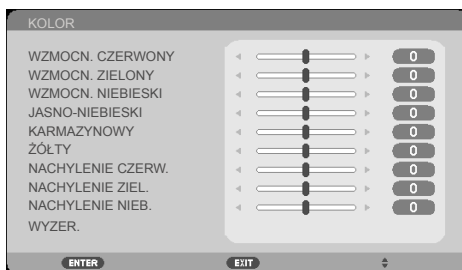 KOLOR
WZMOCN. CZERWONY 0
WZMOCN. ZIELONY 0
WZMOCN. NIEBIESKI 0
JASNO-NIEBIESKI 0
KARMAZYNOWY 0
ŻÓŁTY 0
NACHYLENIE CZERW. 0
NACHYLENIE ZIEL. 0
NACHYLENIE NIEB. 0
WYZER.
ENTER EXIT